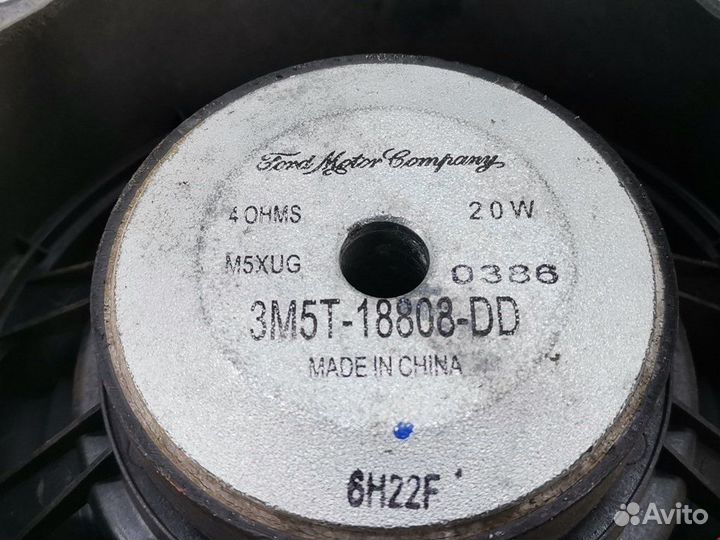 Ford Motor Company
4 OHMS 20W
M5XUG 0386
3M5T-18808-DD
MADE IN CHINA
6H22F
Avito